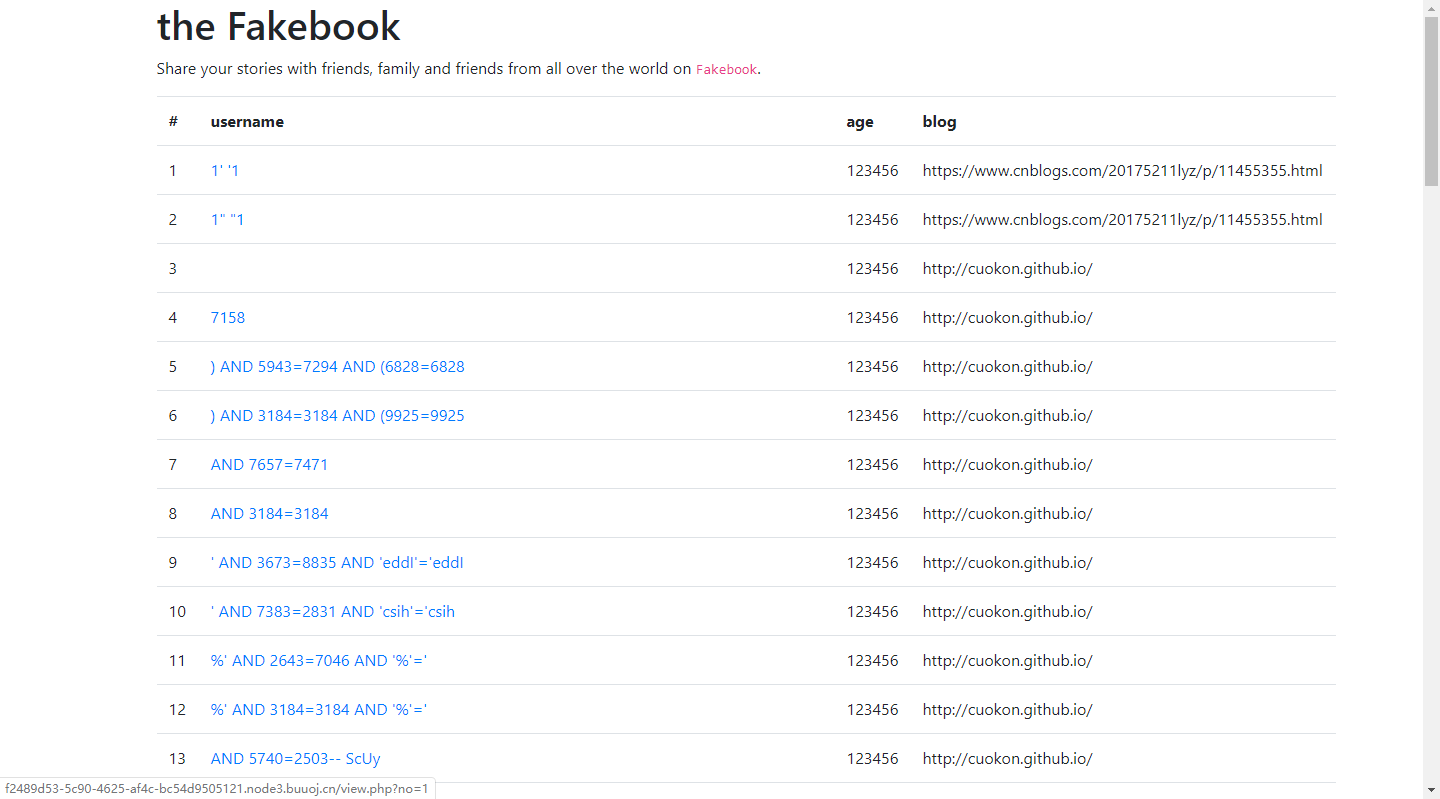 the Fakebook
Share your stories with friends, family and friends from all over the world on Fakebook.
# username age blog
1 1' '1 123456 https://www.cnblogs.com/20175211lyz/p/11455355.html
2 1" "1 123456 https://www.cnblogs.com/20175211lyz/p/11455355.html
3 123456 http://cuokon.github.io/
4 7158 123456 http://cuokon.github.io/
5 ) AND 5943=7294 AND (6828=6828 123456 http://cuokon.github.io/
6 ) AND 3184=3184 AND (9925=9925 123456 http://cuokon.github.io/
7 AND 7657=7471 123456 http://cuokon.github.io/
8 AND 3184=3184 123456 http://cuokon.github.io/
9 ' AND 3673=8835 AND 'eddI'='eddI 123456 http://cuokon.github.io/
10 ' AND 7383=2831 AND 'csih'='csih 123456 http://cuokon.github.io/
11 %' AND 2643=7046 AND '%'=' 123456 http://cuokon.github.io/
12 %' AND 3184=3184 AND '%'=' 123456 http://cuokon.github.io/
13 AND 5740=2503-- ScUy 123456 http://cuokon.github.io/
f2489d53-5c90-4625-af4c-bc54d9505121.node3.buuoj.cn/view.php?no=1